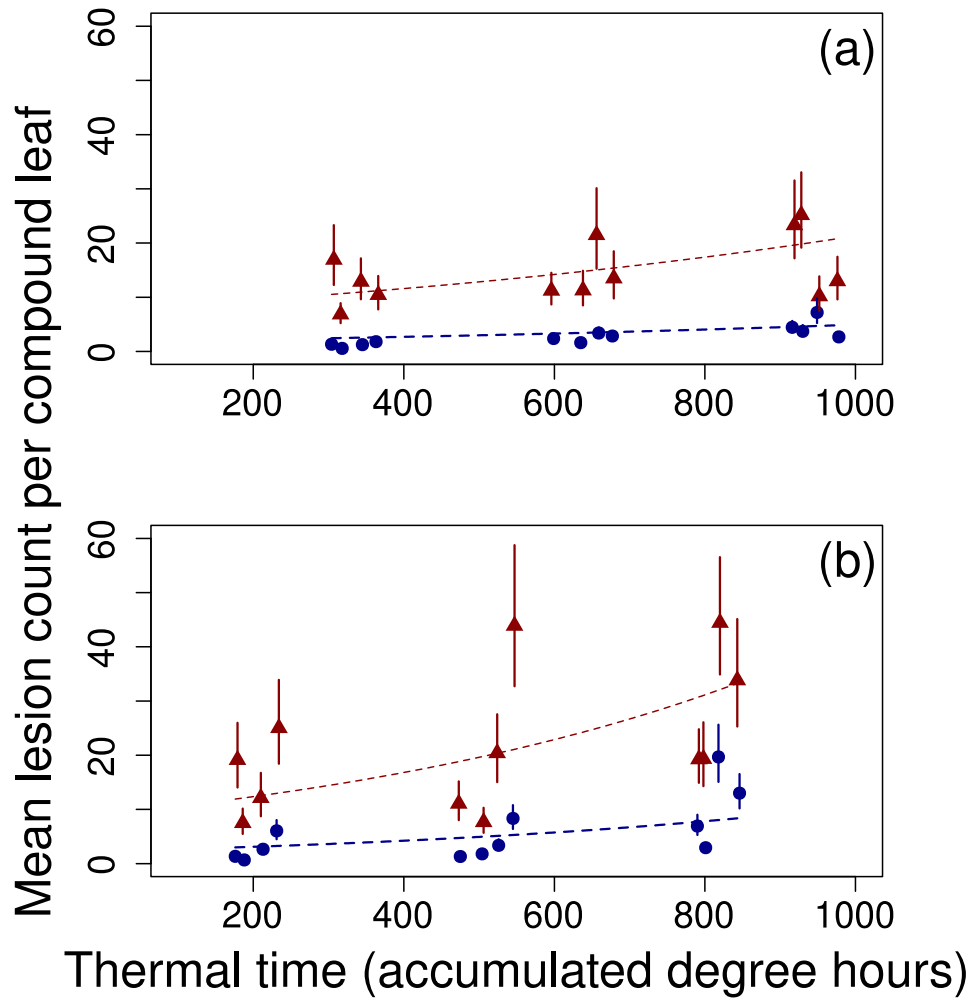 Mean lesion count per compound leaf
(a)
60
40
20
0
200 400 600 800 1000
(b)
60
40
20
0
200 400 600 800 1000
Thermal time (accumulated degree hours)